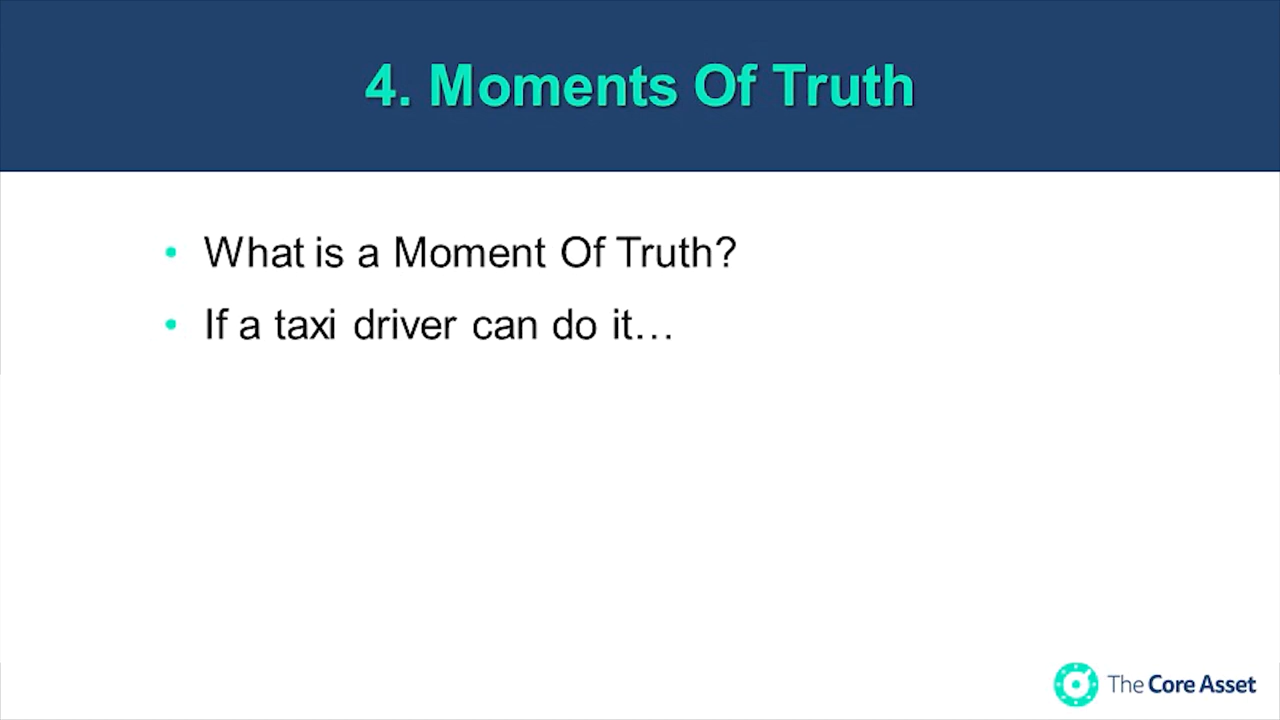 4. Moments Of Truth
• What is a Moment Of Truth?
• If a taxi driver can do it…
The Core Asset